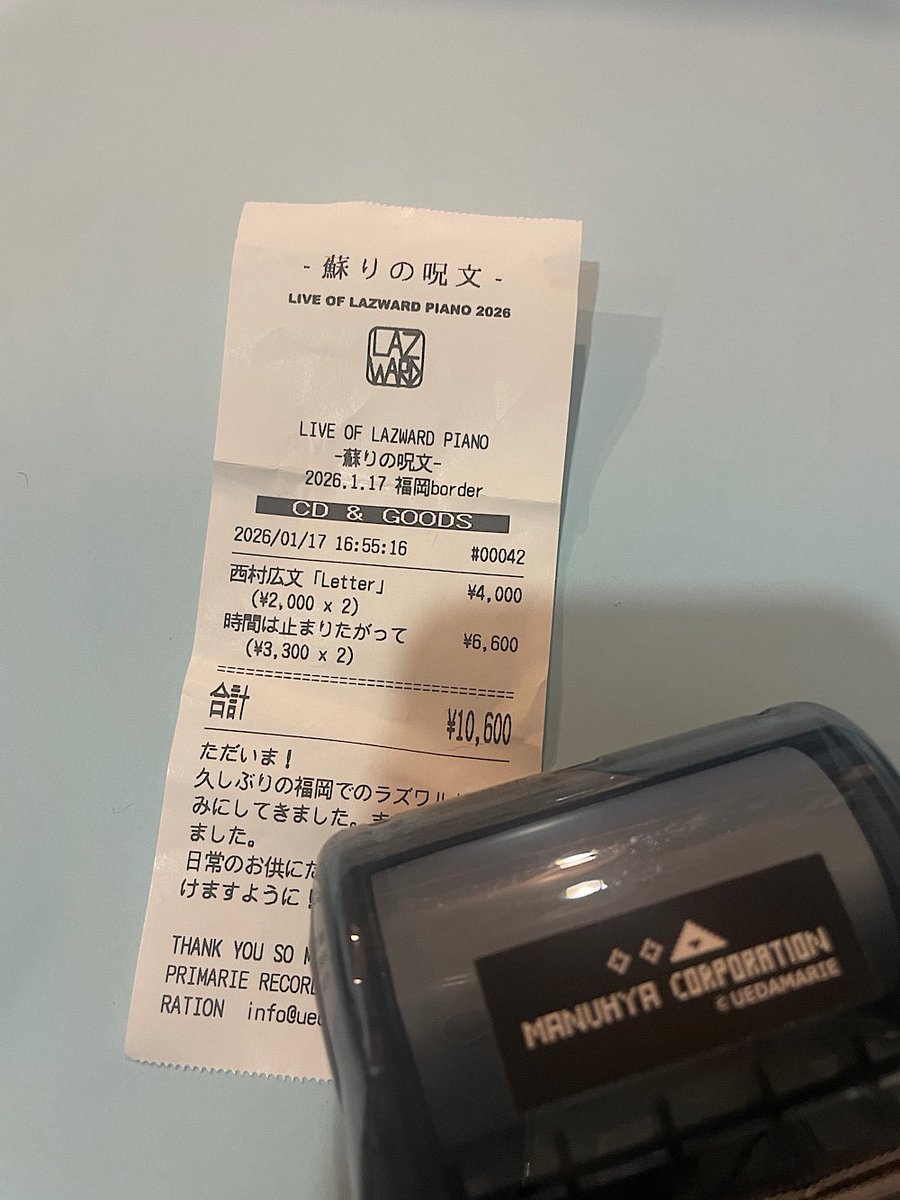 - 蘇りの呪文 -
LIVE OF LAZWARD PIANO 2026
LAZ
WARD
LIVE OF LAZWARD PIANO
-蘇りの呪文-
2026.1.17 福岡border
CD & GOODS
2026/01/17 16:55:16 #00042
西村広文「Letter」 ¥4,000
(¥2,000 x 2)
時間は止まりたがって ¥6,600
(¥3,300 x 2)
合計 ¥10,600
ただいま!
久しぶりの福岡でのラズワル
みにしてきました。
ました。
日常のお供に
けますように!
THANK YOU SO
PRIMARIE RECOR
RATION info@ue
MANUHYA CORPORATION
©UEDAMARIE